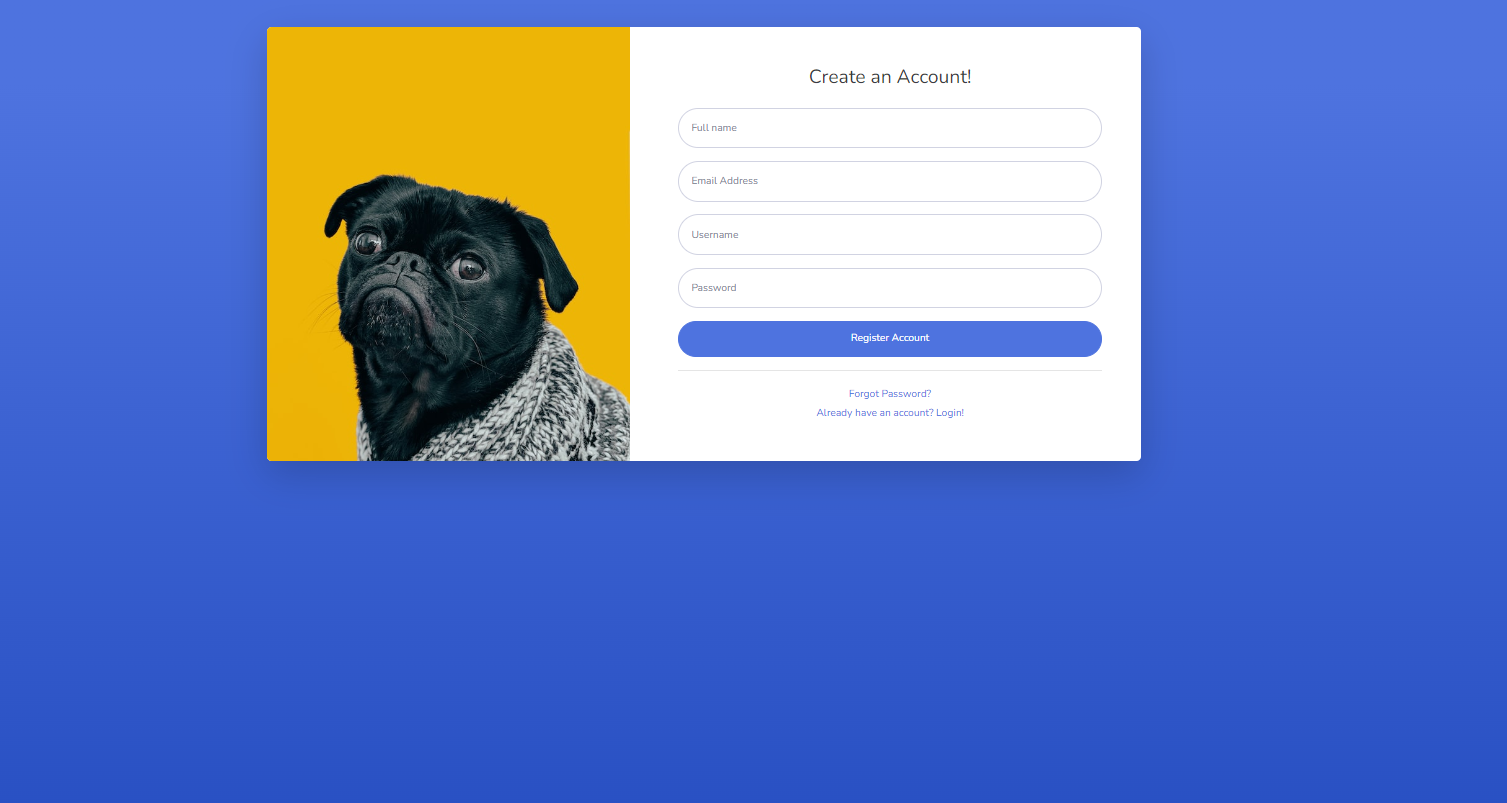 Create an Account!
Full name
Email Address
Username
Password
Register Account
Forgot Password?
Already have an account? Login!